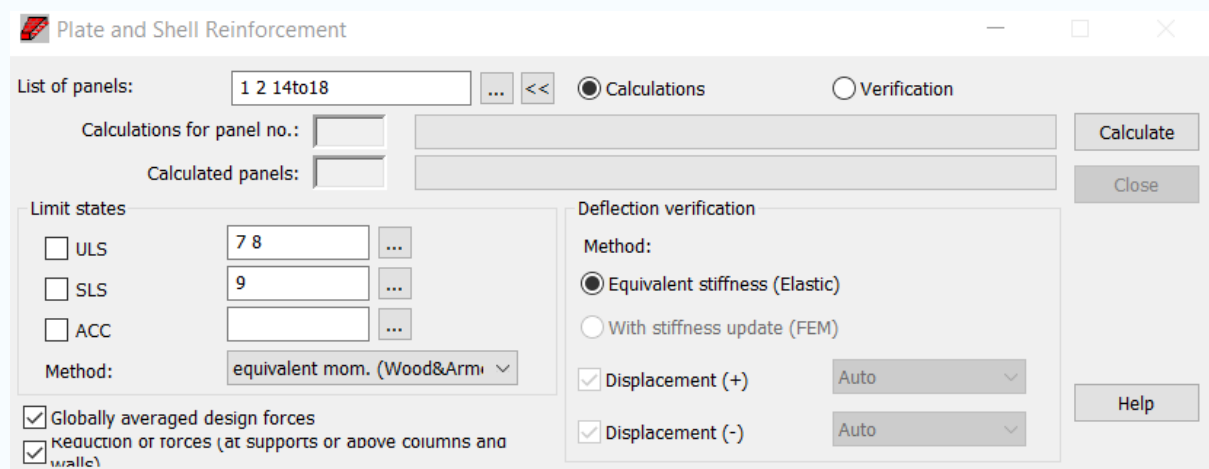 Plate and Shell Reinforcement
List of panels: 1 2 14to18 ... << Calculations Verification
Calculations for panel no.: Calculate
Calculated panels: Close
Limit states Deflection verification
ULS 7 8 ... Method:
SLS 9 ... Equivalent stiffness (Elastic)
ACC ... With stiffness update (FEM)
Method: equivalent mom. (Wood&Arme Displacement (+) Auto
Globally averaged design forces Help
Reduction of forces (at supports or above columns and Displacement (-) Auto
walls)